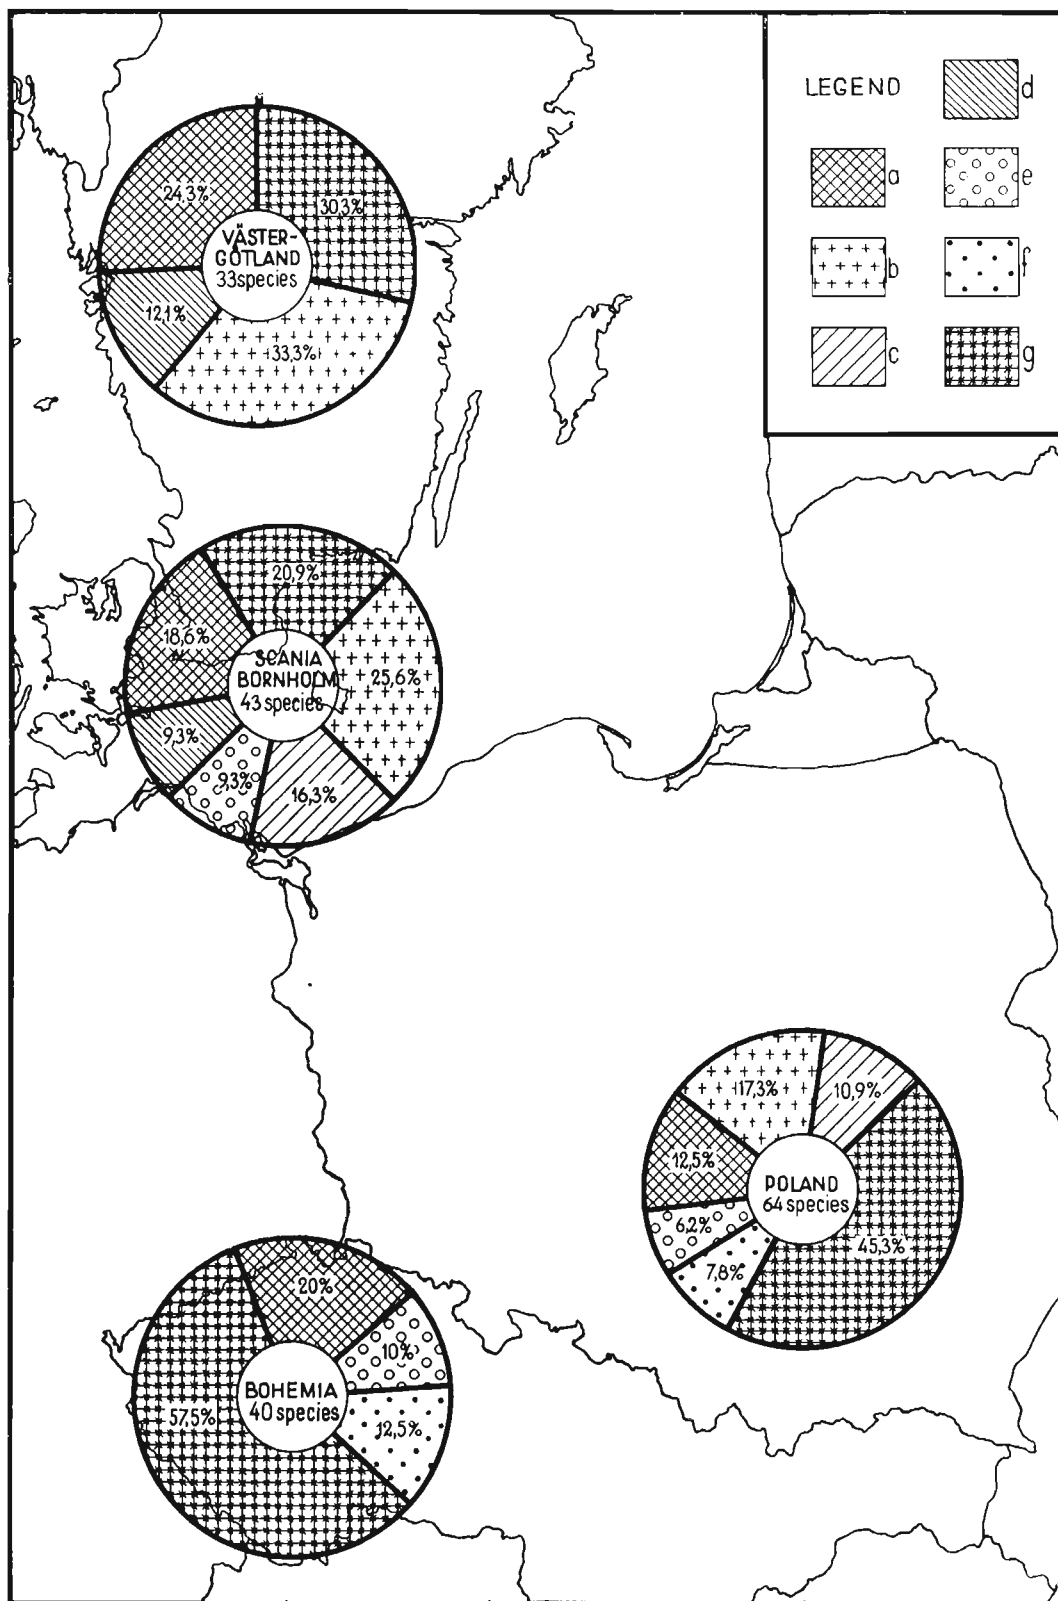 LEGEND
d
a
e
b
f
c
g
24,3%
30,3%
VÄSTER-
GÖTLAND
33 species
12,1%
33,3%
20,9%
18,6%
SCANIA
BORNHOLM
43 species
25,6%
9,3%
9,3%
16,3%
17,3%
10,9%
12,5%
POLAND
64 species
6,2%
45,3%
7,8%
20%
10%
BOHEMIA
40 species
57,5%
12,5%